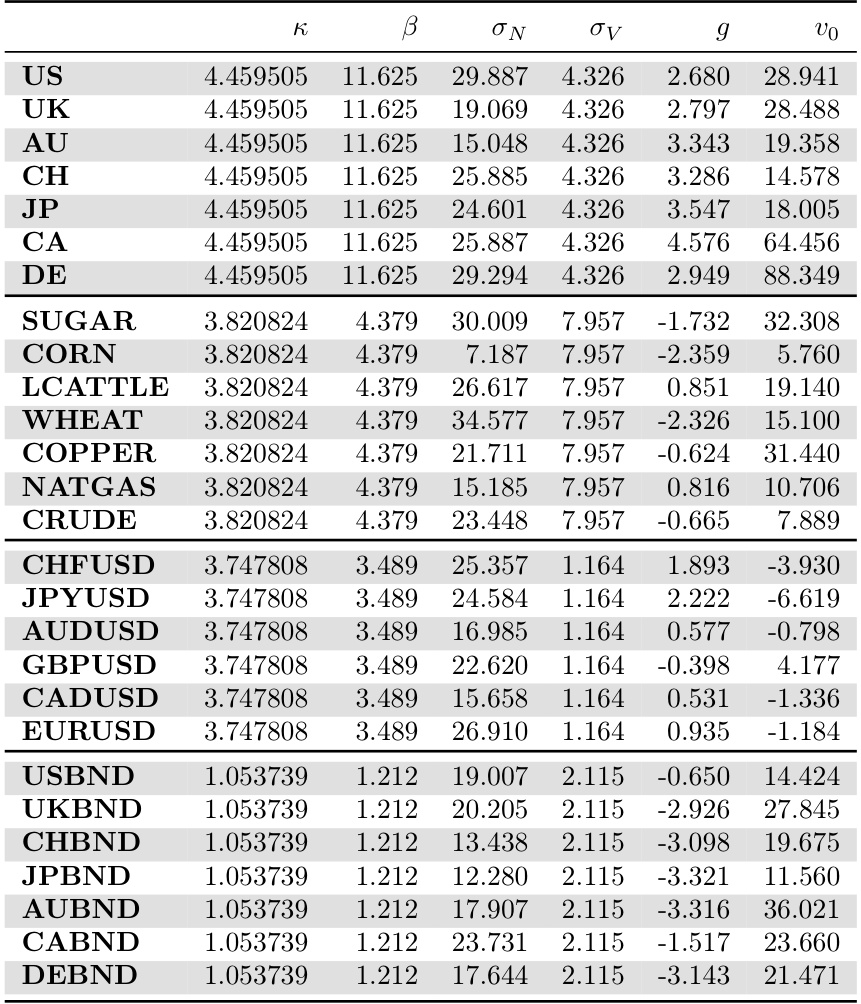 κ β σ_N σ_V g v_0
US 4.459505 11.625 29.887 4.326 2.680 28.941
UK 4.459505 11.625 19.069 4.326 2.797 28.488
AU 4.459505 11.625 15.048 4.326 3.343 19.358
CH 4.459505 11.625 25.885 4.326 3.286 14.578
JP 4.459505 11.625 24.601 4.326 3.547 18.005
CA 4.459505 11.625 25.887 4.326 4.576 64.456
DE 4.459505 11.625 29.294 4.326 2.949 88.349
SUGAR 3.820824 4.379 30.009 7.957 -1.732 32.308
CORN 3.820824 4.379 7.187 7.957 -2.359 5.760
LCATTLE 3.820824 4.379 26.617 7.957 0.851 19.140
WHEAT 3.820824 4.379 34.577 7.957 -2.326 15.100
COPPER 3.820824 4.379 21.711 7.957 -0.624 31.440
NATGAS 3.820824 4.379 15.185 7.957 0.816 10.706
CRUDE 3.820824 4.379 23.448 7.957 -0.665 7.889
CHFUSD 3.747808 3.489 25.357 1.164 1.893 -3.930
JPYUSD 3.747808 3.489 24.584 1.164 2.222 -6.619
AUDUSD 3.747808 3.489 16.985 1.164 0.577 -0.798
GBPUSD 3.747808 3.489 22.620 1.164 -0.398 4.177
CADUSD 3.747808 3.489 15.658 1.164 0.531 -1.336
EURUSD 3.747808 3.489 26.910 1.164 0.935 -1.184
USBND 1.053739 1.212 19.007 2.115 -0.650 14.424
UKBND 1.053739 1.212 20.205 2.115 -2.926 27.845
CHBND 1.053739 1.212 13.438 2.115 -3.098 19.675
JPBND 1.053739 1.212 12.280 2.115 -3.321 11.560
AUBND 1.053739 1.212 17.907 2.115 -3.316 36.021
CABND 1.053739 1.212 23.731 2.115 -1.517 23.660
DEBND 1.053739 1.212 17.644 2.115 -3.143 21.471